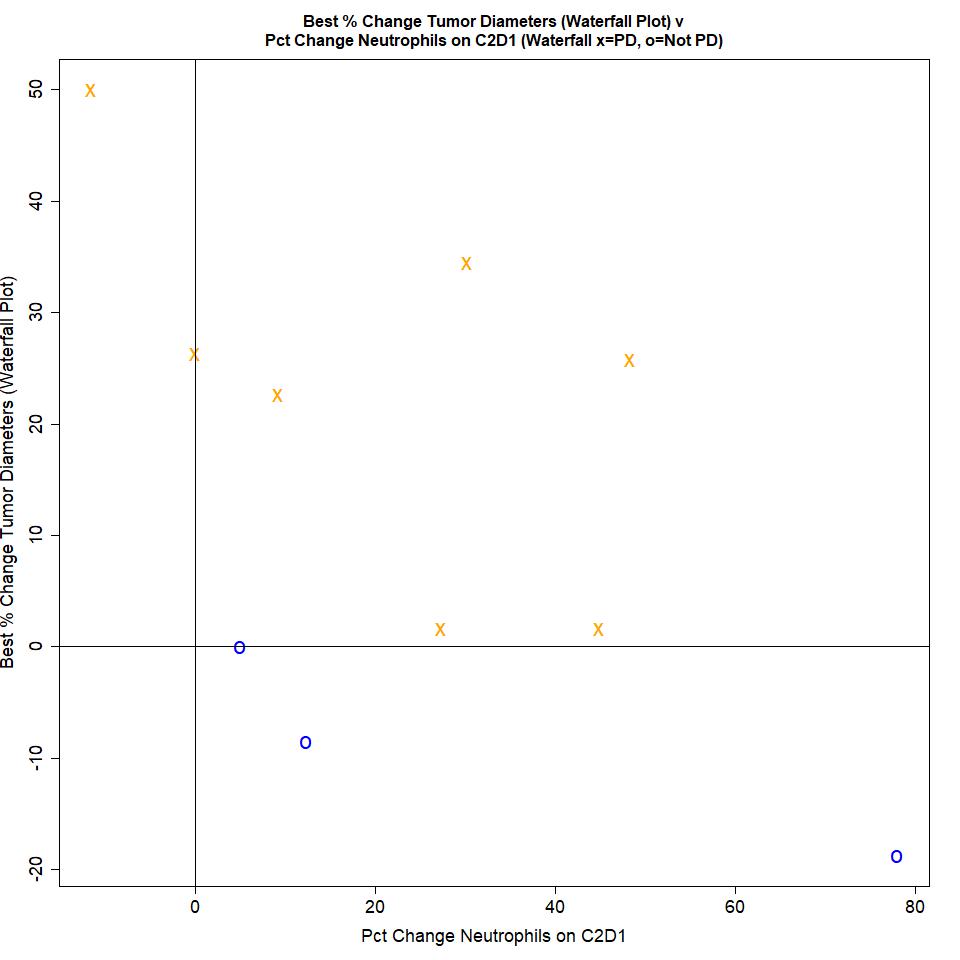 Best % Change Tumor Diameters (Waterfall Plot) v
Pct Change Neutrophils on C2D1 (Waterfall x=PD, o=Not PD)
Best % Change Tumor Diameters (Waterfall Plot)
50
40
30
20
10
0
-10
-20
X
X
X
X
X
X
X
O
O
O
0
20
40
60
80
Pct Change Neutrophils on C2D1